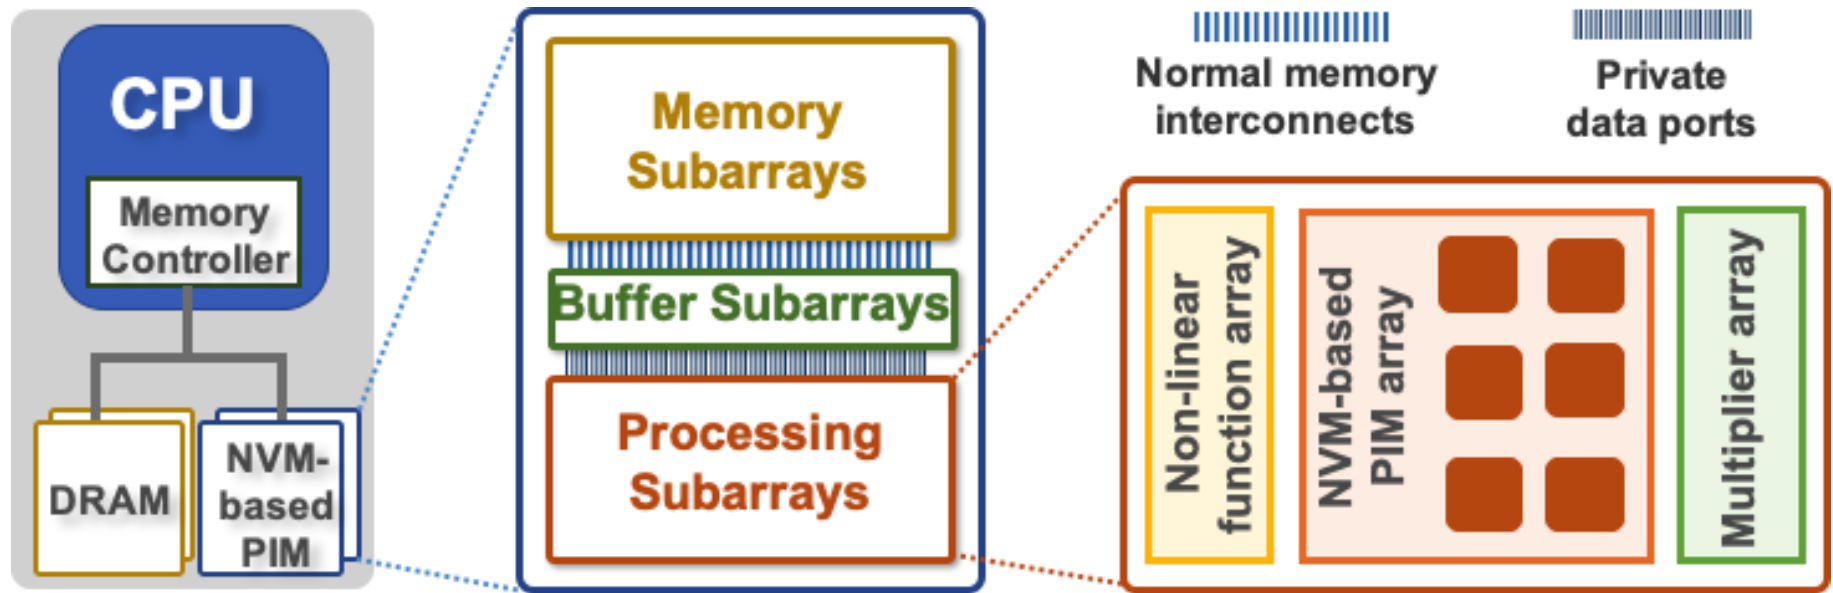 CPU
Memory
Controller
DRAM
NVM-
based
PIM
Memory
Subarrays
Buffer Subarrays
Processing
Subarrays
Normal memory
interconnects
Private
data ports
Non-linear
function array
NVM-based
PIM array
Multiplier array